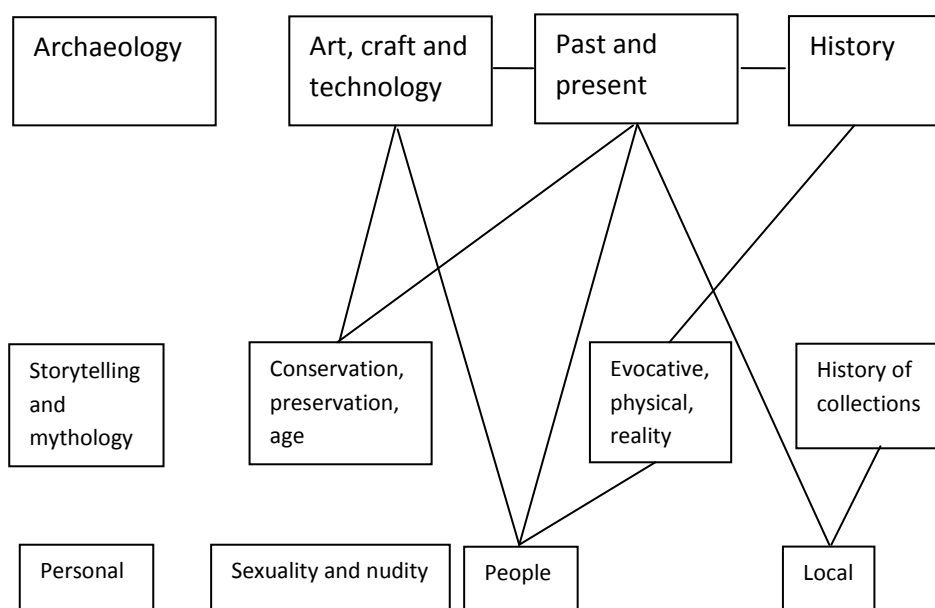 Archaeology
Art, craft and
technology
Past and
present
History
Storytelling
and
mythology
Conservation,
preservation,
age
Evocative,
physical,
reality
History of
collections
Personal
Sexuality and nudity
People
Local